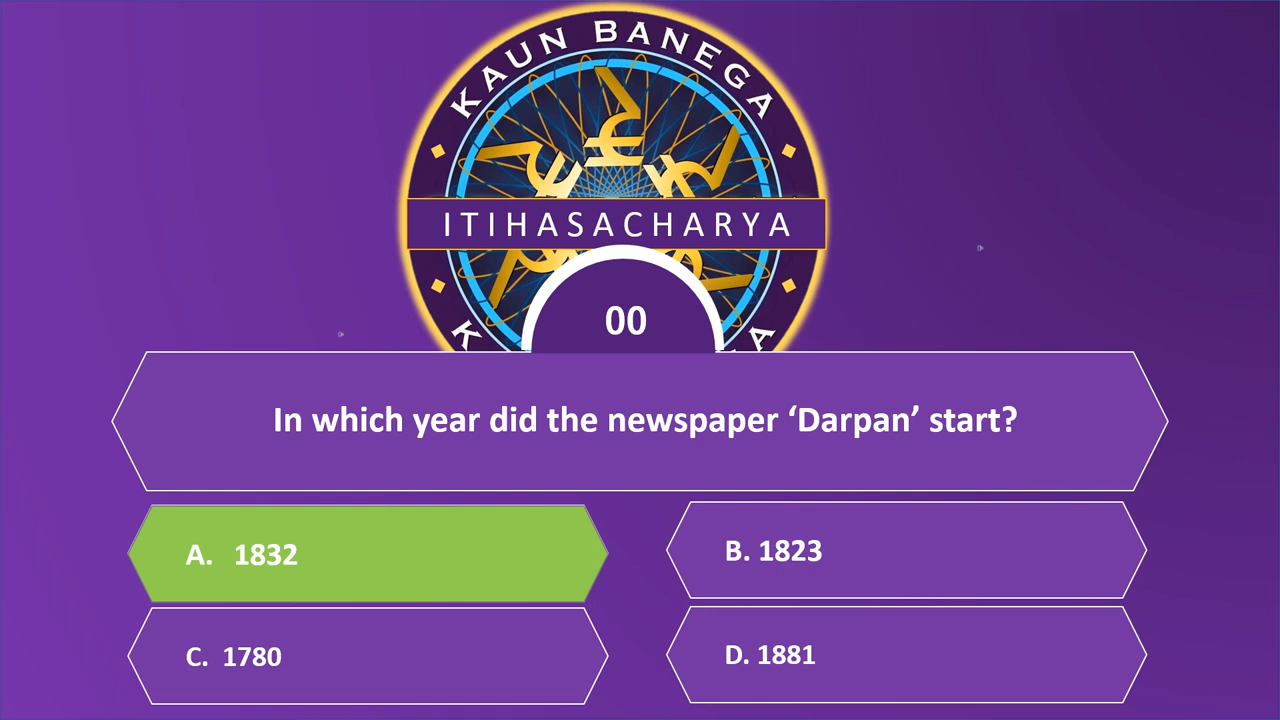 KAUN BANEGA
ITIHASACHARYA
00
In which year did the newspaper ‘Darpan’ start?
A. 1832
B. 1823
C. 1780
D. 1881